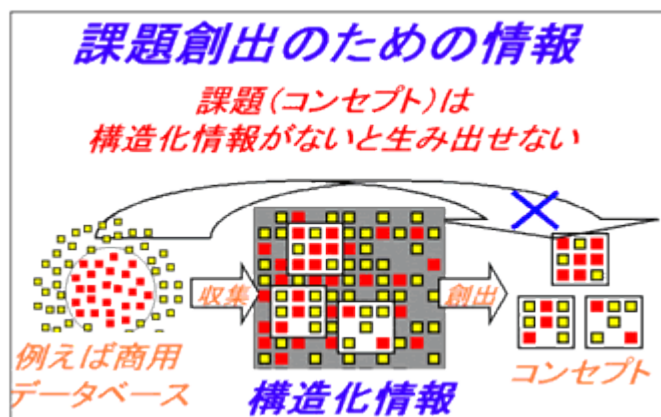 課題創出のための情報
課題(コンセプト)は
構造化情報がないと生み出せない
収集
創出
例えば商用
データベース
構造化情報
コンセプト